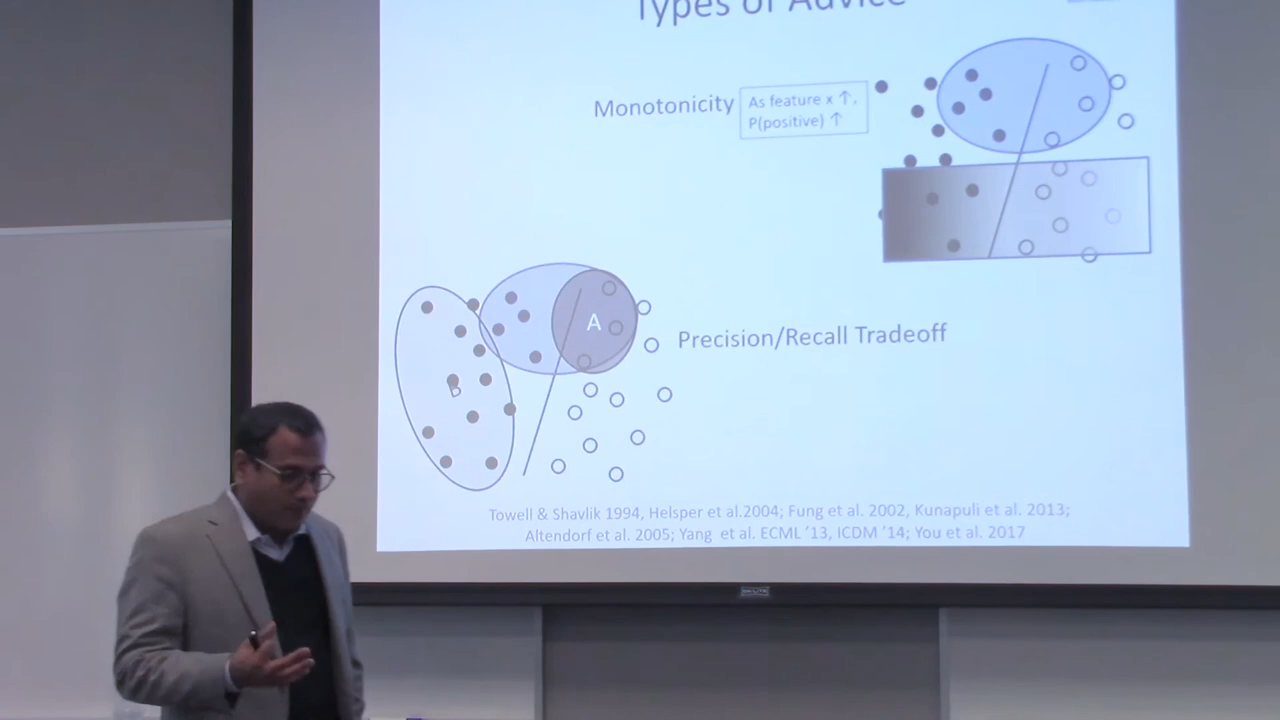 Types of Advice
Monotonicity
As feature x ↑,
P(positive) ↑
A
B
Precision/Recall Tradeoff
Towell & Shavlik 1994, Helsper et al.2004; Fung et al. 2002, Kunapuli et al. 2013;
Altendorf et al. 2005; Yang et al. ECML '13, ICDM '14; You et al. 2017